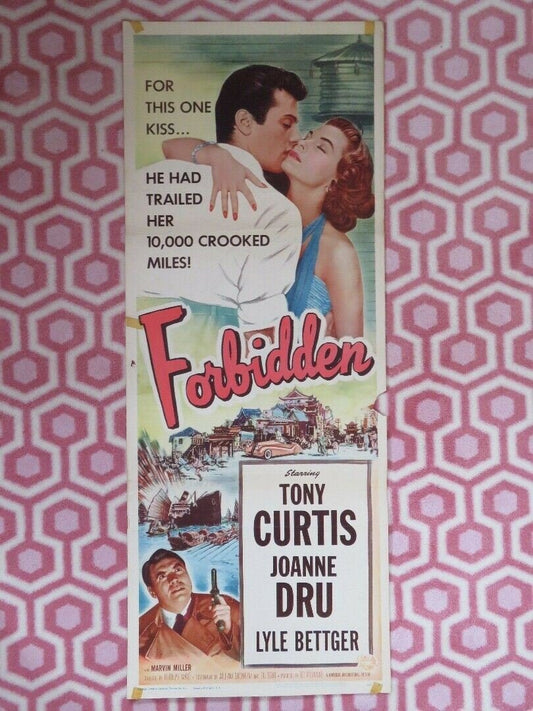 FOR
THIS ONE
KISS...
HE HAD
TRAILED
HER
10,000 CROOKED
MILES!
Forbidden
Starring
TONY
CURTIS
JOANNE
DRU
LYLE BETTGER
MARVIN MILLER